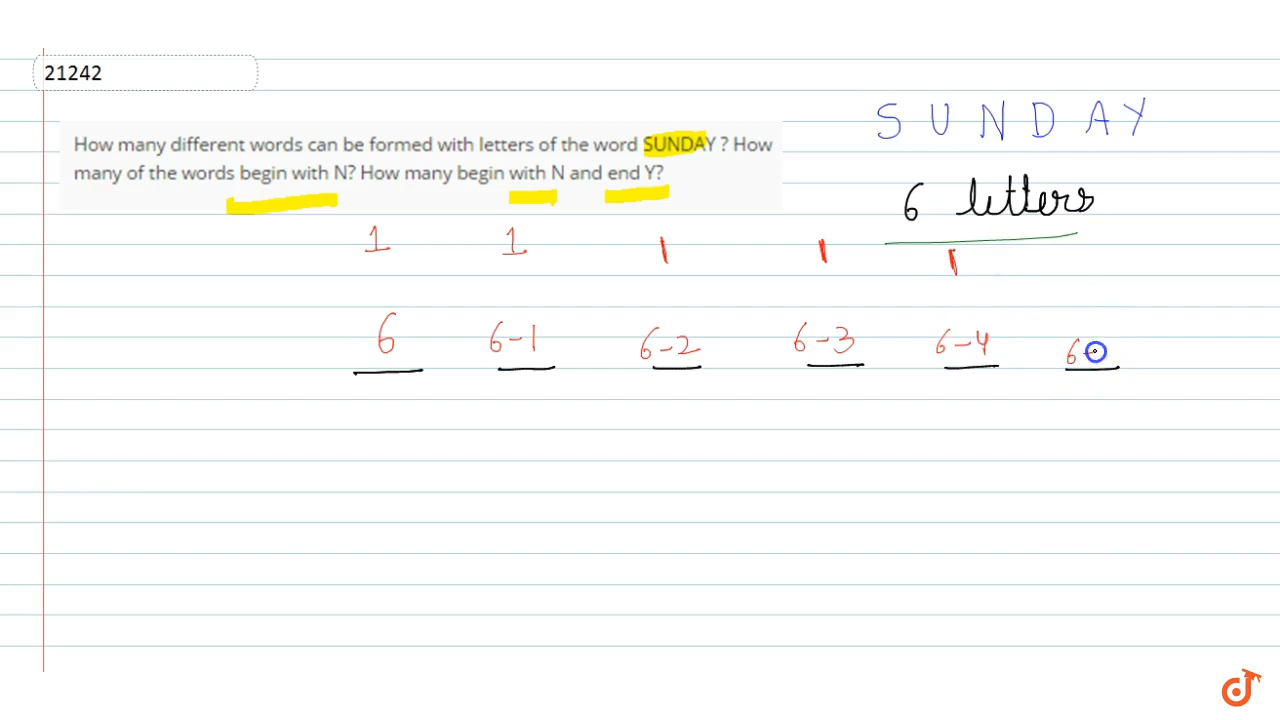 21242
S U N D A Y
How many different words can be formed with letters of the word SUNDAY ? How
many of the words begin with N? How many begin with N and end Y?
6 letters
1 1 1 1 1
6 6-1 6-2 6-3 6-4 6-